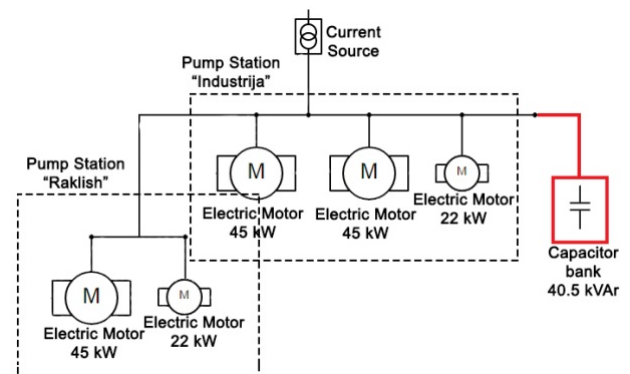 Current
Source
Pump Station
“Industrija”
M
M
M
Electric Motor
45 kW
Electric Motor
45 kW
Electric Motor
22 kW
Capacitor
bank
40.5 kVAr
Pump Station
“Raklish”
M
M
Electric Motor
45 kW
Electric Motor
22 kW